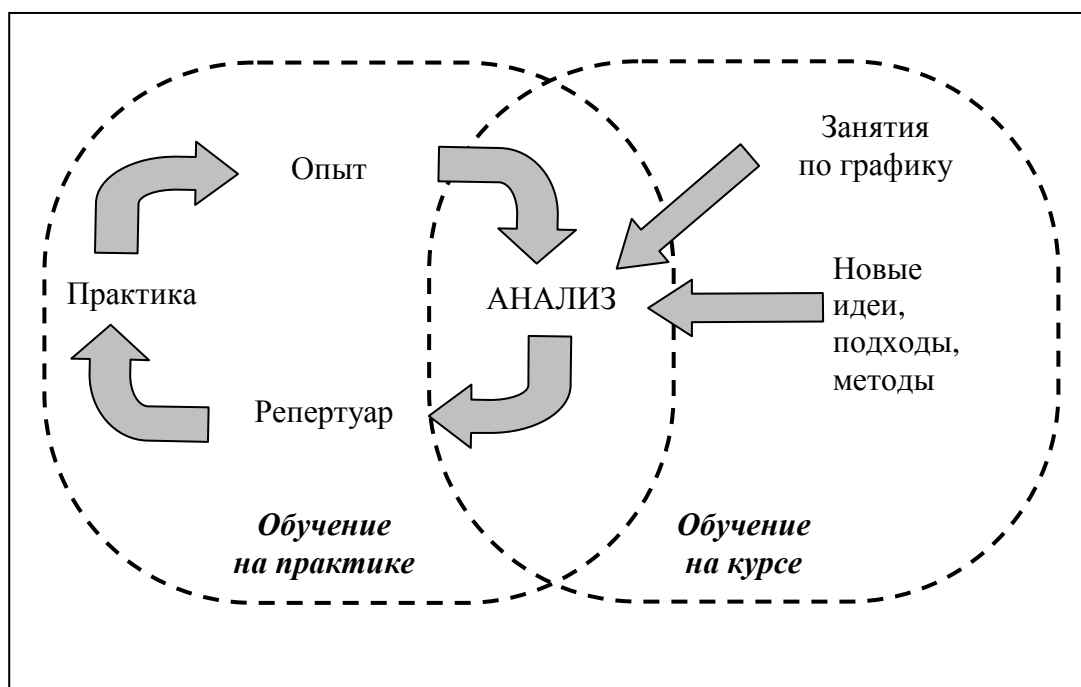 Опыт
Занятия
по графику
Практика
АНАЛИЗ
Новые
идеи,
подходы,
методы
Репертуар
Обучение
на практике
Обучение
на курсе